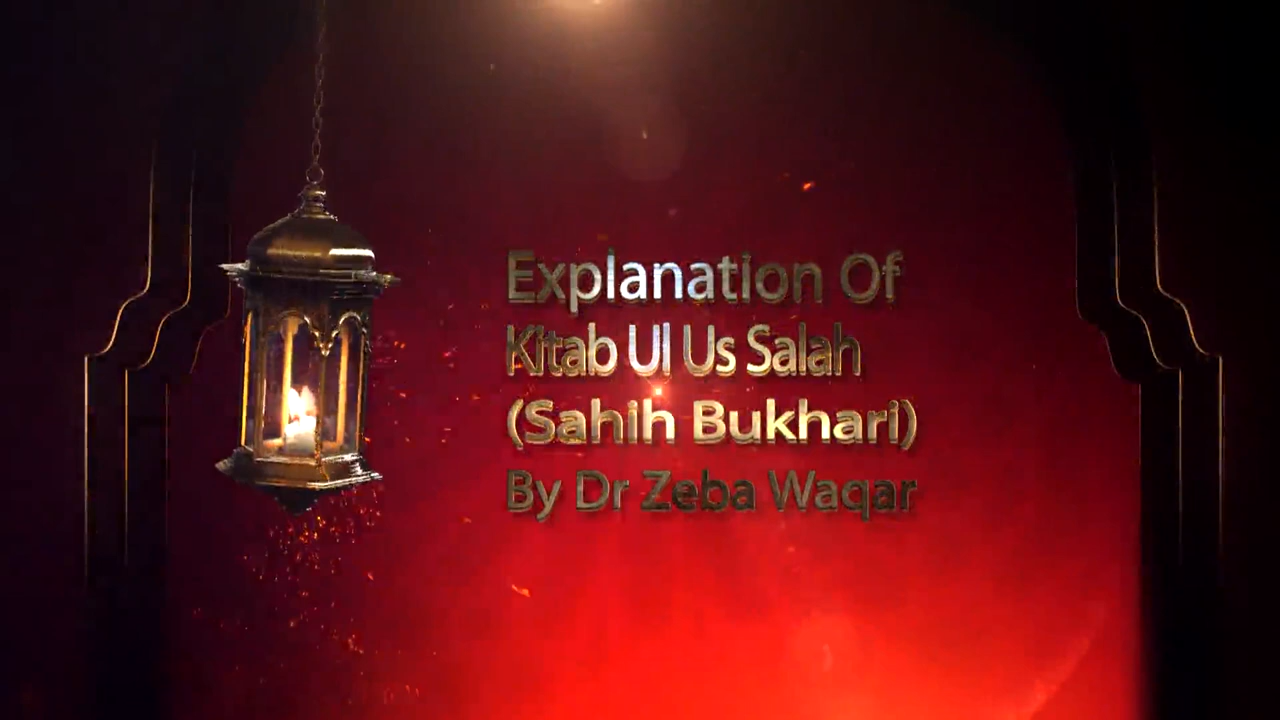 Explanation Of
Kitab Ul Us Salah
(Sahih Bukhari)
By Dr Zeba Waqar